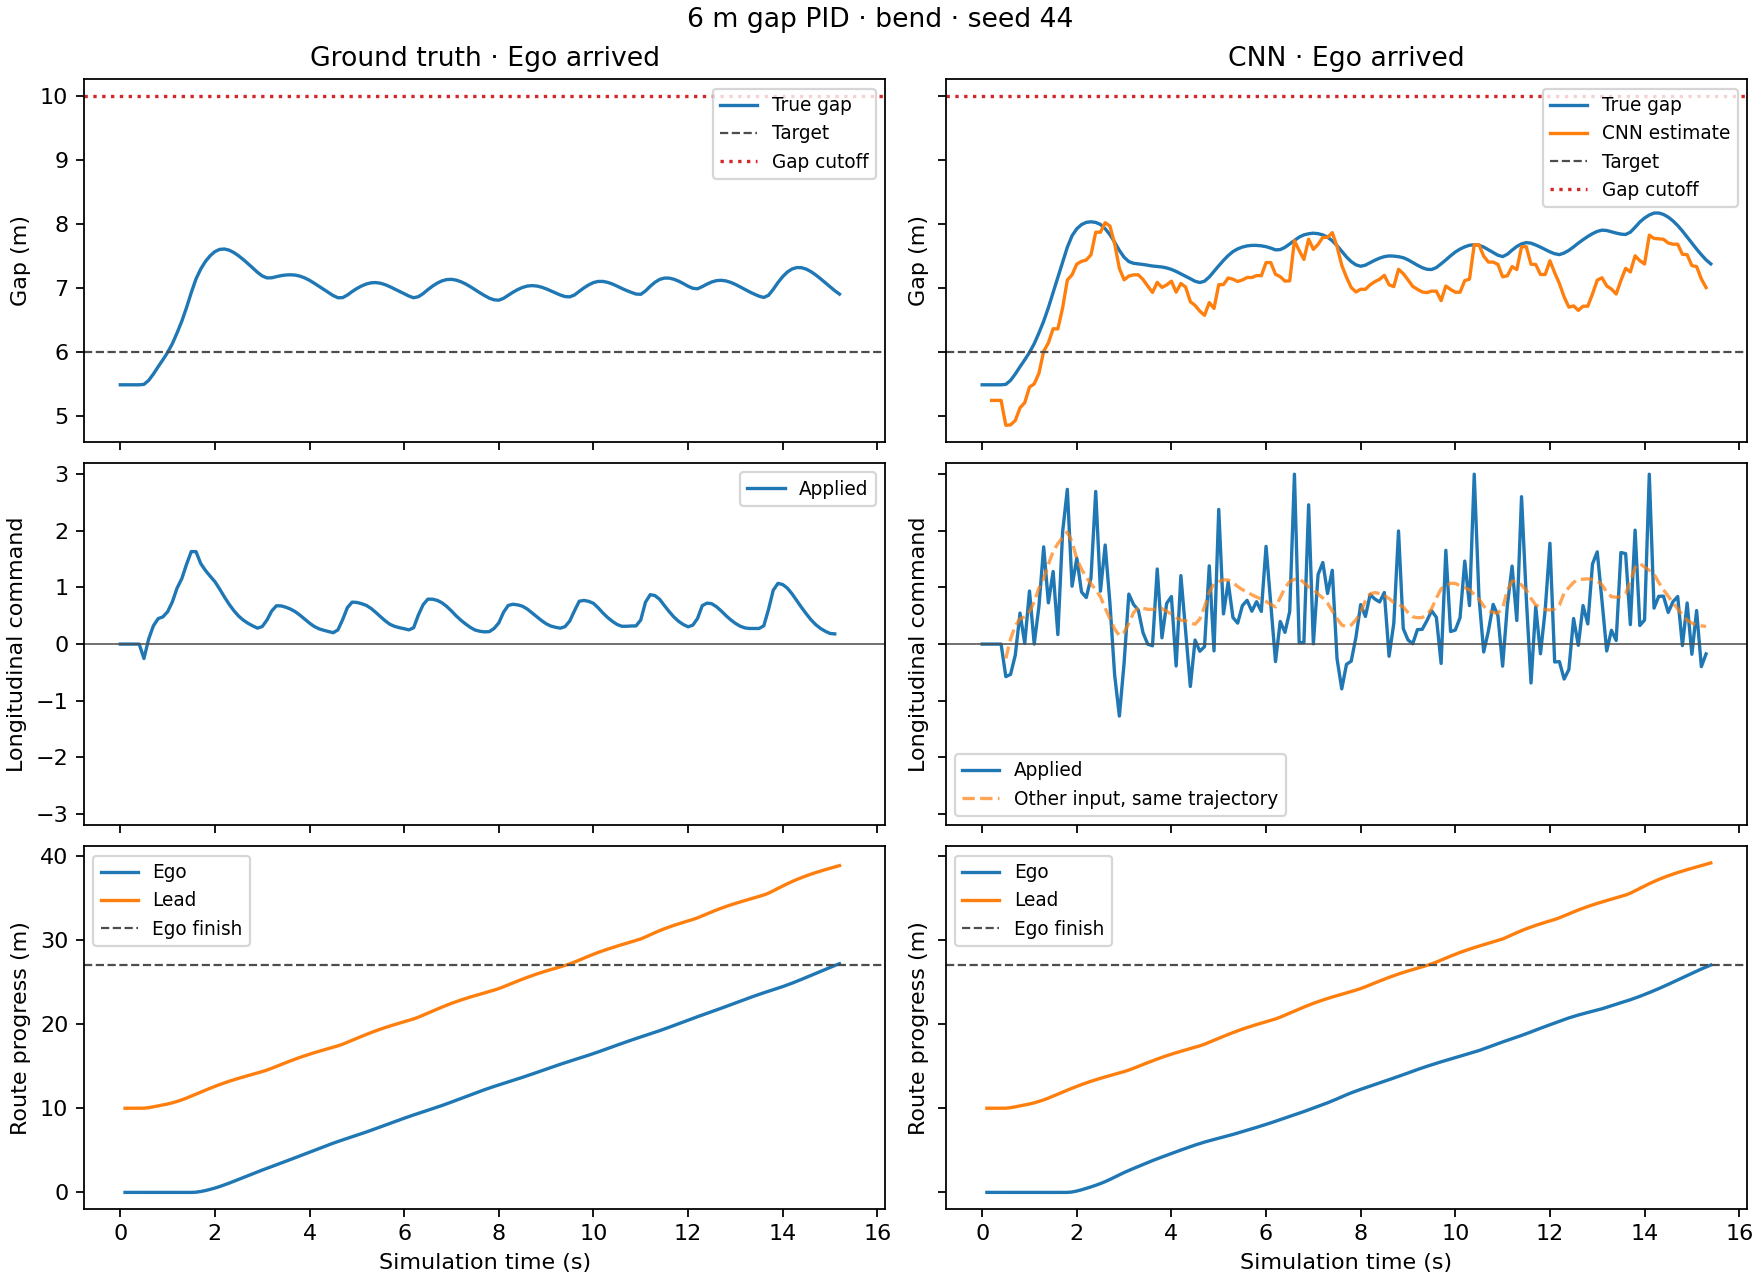 6 m gap PID · bend · seed 44
Ground truth · Ego arrived
Gap (m)
10
9
8
7
6
5
True gap
Target
Gap cutoff
CNN · Ego arrived
Gap (m)
True gap
CNN estimate
Target
Gap cutoff
Longitudinal command
3
2
1
0
−1
−2
−3
Applied
Longitudinal command
Applied
Other input, same trajectory
Route progress (m)
40
30
20
10
0
Ego
Lead
Ego finish
0 2 4 6 8 10 12 14 16
Simulation time (s)
Route progress (m)
Ego
Lead
Ego finish
0 2 4 6 8 10 12 14 16
Simulation time (s)